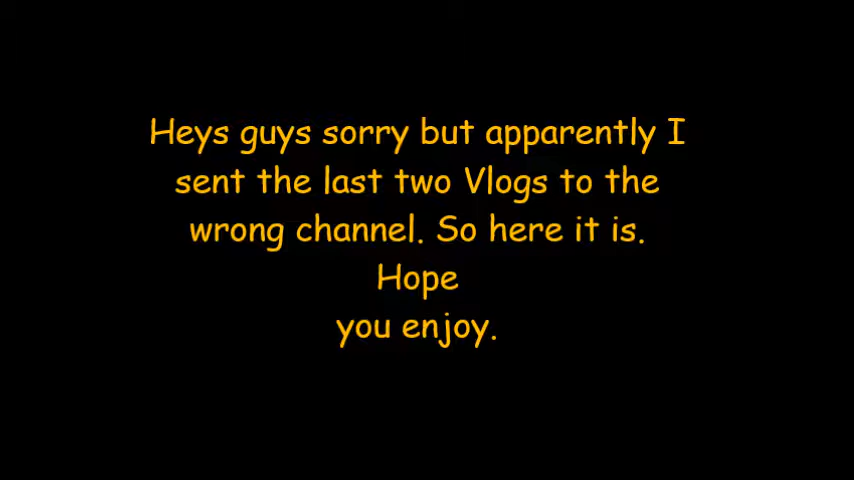 Heys guys sorry but apparently I
sent the last two Vlogs to the
wrong channel. So here it is.
Hope
you enjoy.